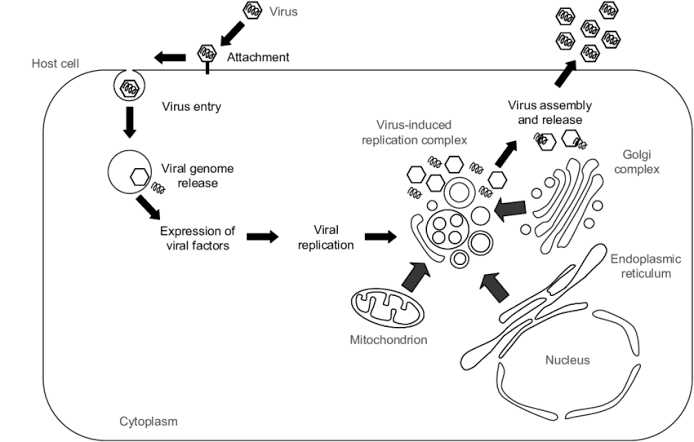 Virus
Attachment
Host cell
Virus entry
Virus assembly
and release
Virus-induced
replication complex
Golgi
complex
Viral genome
release
Expression of
viral factors
Viral
replication
Endoplasmic
reticulum
Mitochondrion
Nucleus
Cytoplasm